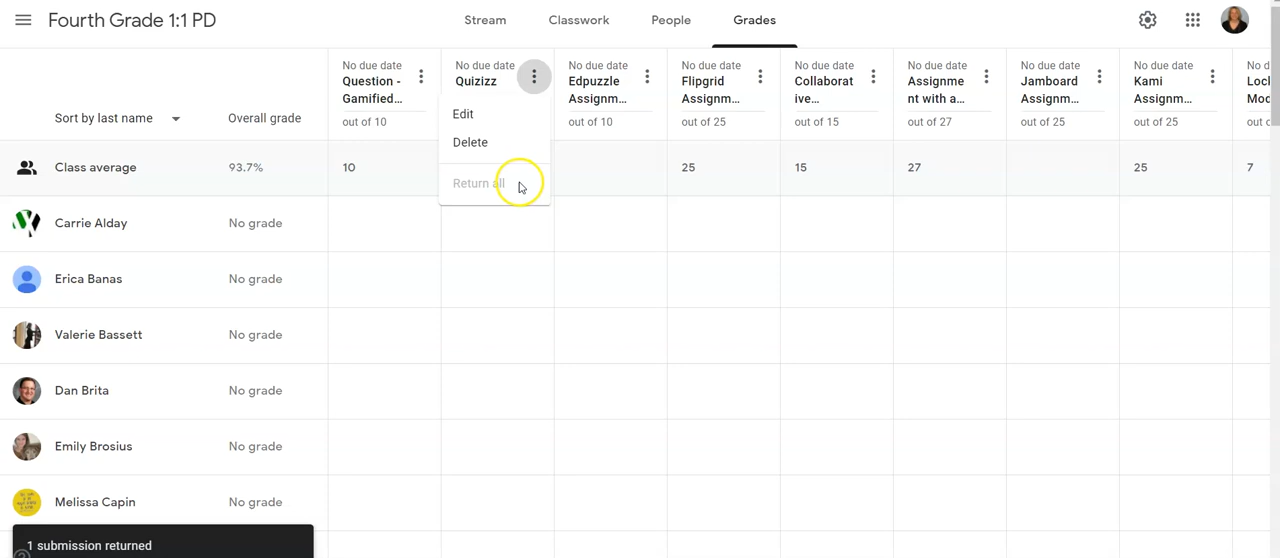 Fourth Grade 1:1 PD
Stream
Classwork
People
Grades
Sort by last name
Overall grade
No due date
Question -
Gamified...
out of 10
No due date
Quizizz
Edit
Delete
Return all
No due date
Edpuzzle
Assignm...
out of 10
No due date
Flipgrid
Assignm...
out of 25
No due date
Collaborat
ive...
out of 15
No due date
Assignme
nt with a...
out of 27
No due date
Jamboard
Assignm...
out of 25
No due date
Kami
Assignm...
out of 25
No du
Lock
Mod
out o
Class average
93.7%
10
25
15
27
25
7
Carrie Alday
No grade
Erica Banas
No grade
Valerie Bassett
No grade
Dan Brita
No grade
Emily Brosius
No grade
Melissa Capin
No grade
1 submission returned